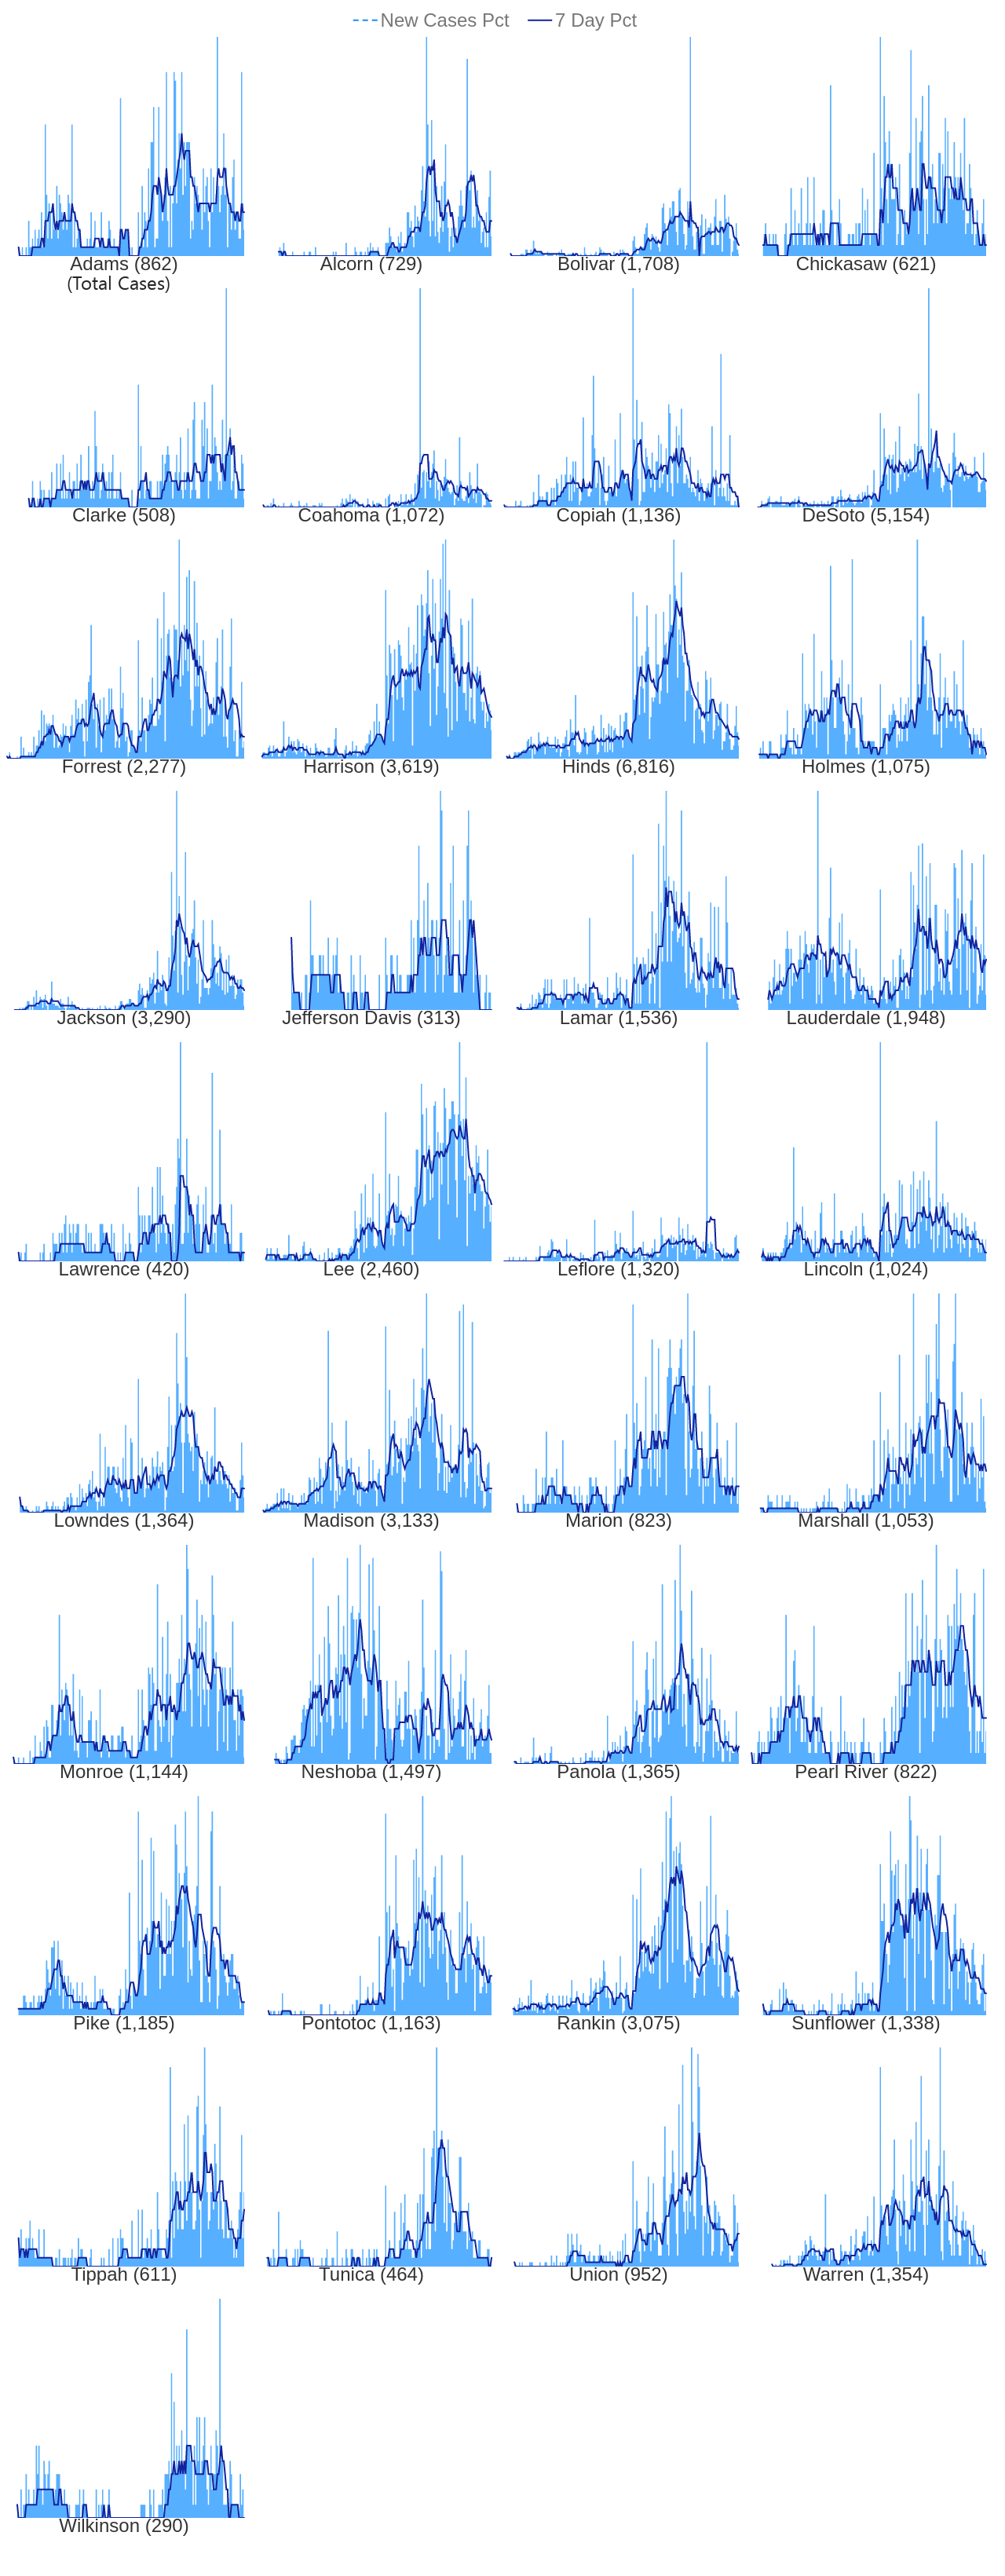 New Cases Pct 7 Day Pct
Adams (862) Alcorn (729) Bolivar (1,708) Chickasaw (621)
(Total Cases)
Clarke (508) Coahoma (1,072) Copiah (1,136) DeSoto (5,154)
Forrest (2,277) Harrison (3,619) Hinds (6,816) Holmes (1,075)
Jackson (3,290) Jefferson Davis (313) Lamar (1,536) Lauderdale (1,948)
Lawrence (420) Lee (2,460) Leflore (1,320) Lincoln (1,024)
Lowndes (1,364) Madison (3,133) Marion (823) Marshall (1,053)
Monroe (1,144) Neshoba (1,497) Panola (1,365) Pearl River (822)
Pike (1,185) Pontotoc (1,163) Rankin (3,075) Sunflower (1,338)
Tippah (611) Tunica (464) Union (952) Warren (1,354)
Wilkinson (290)